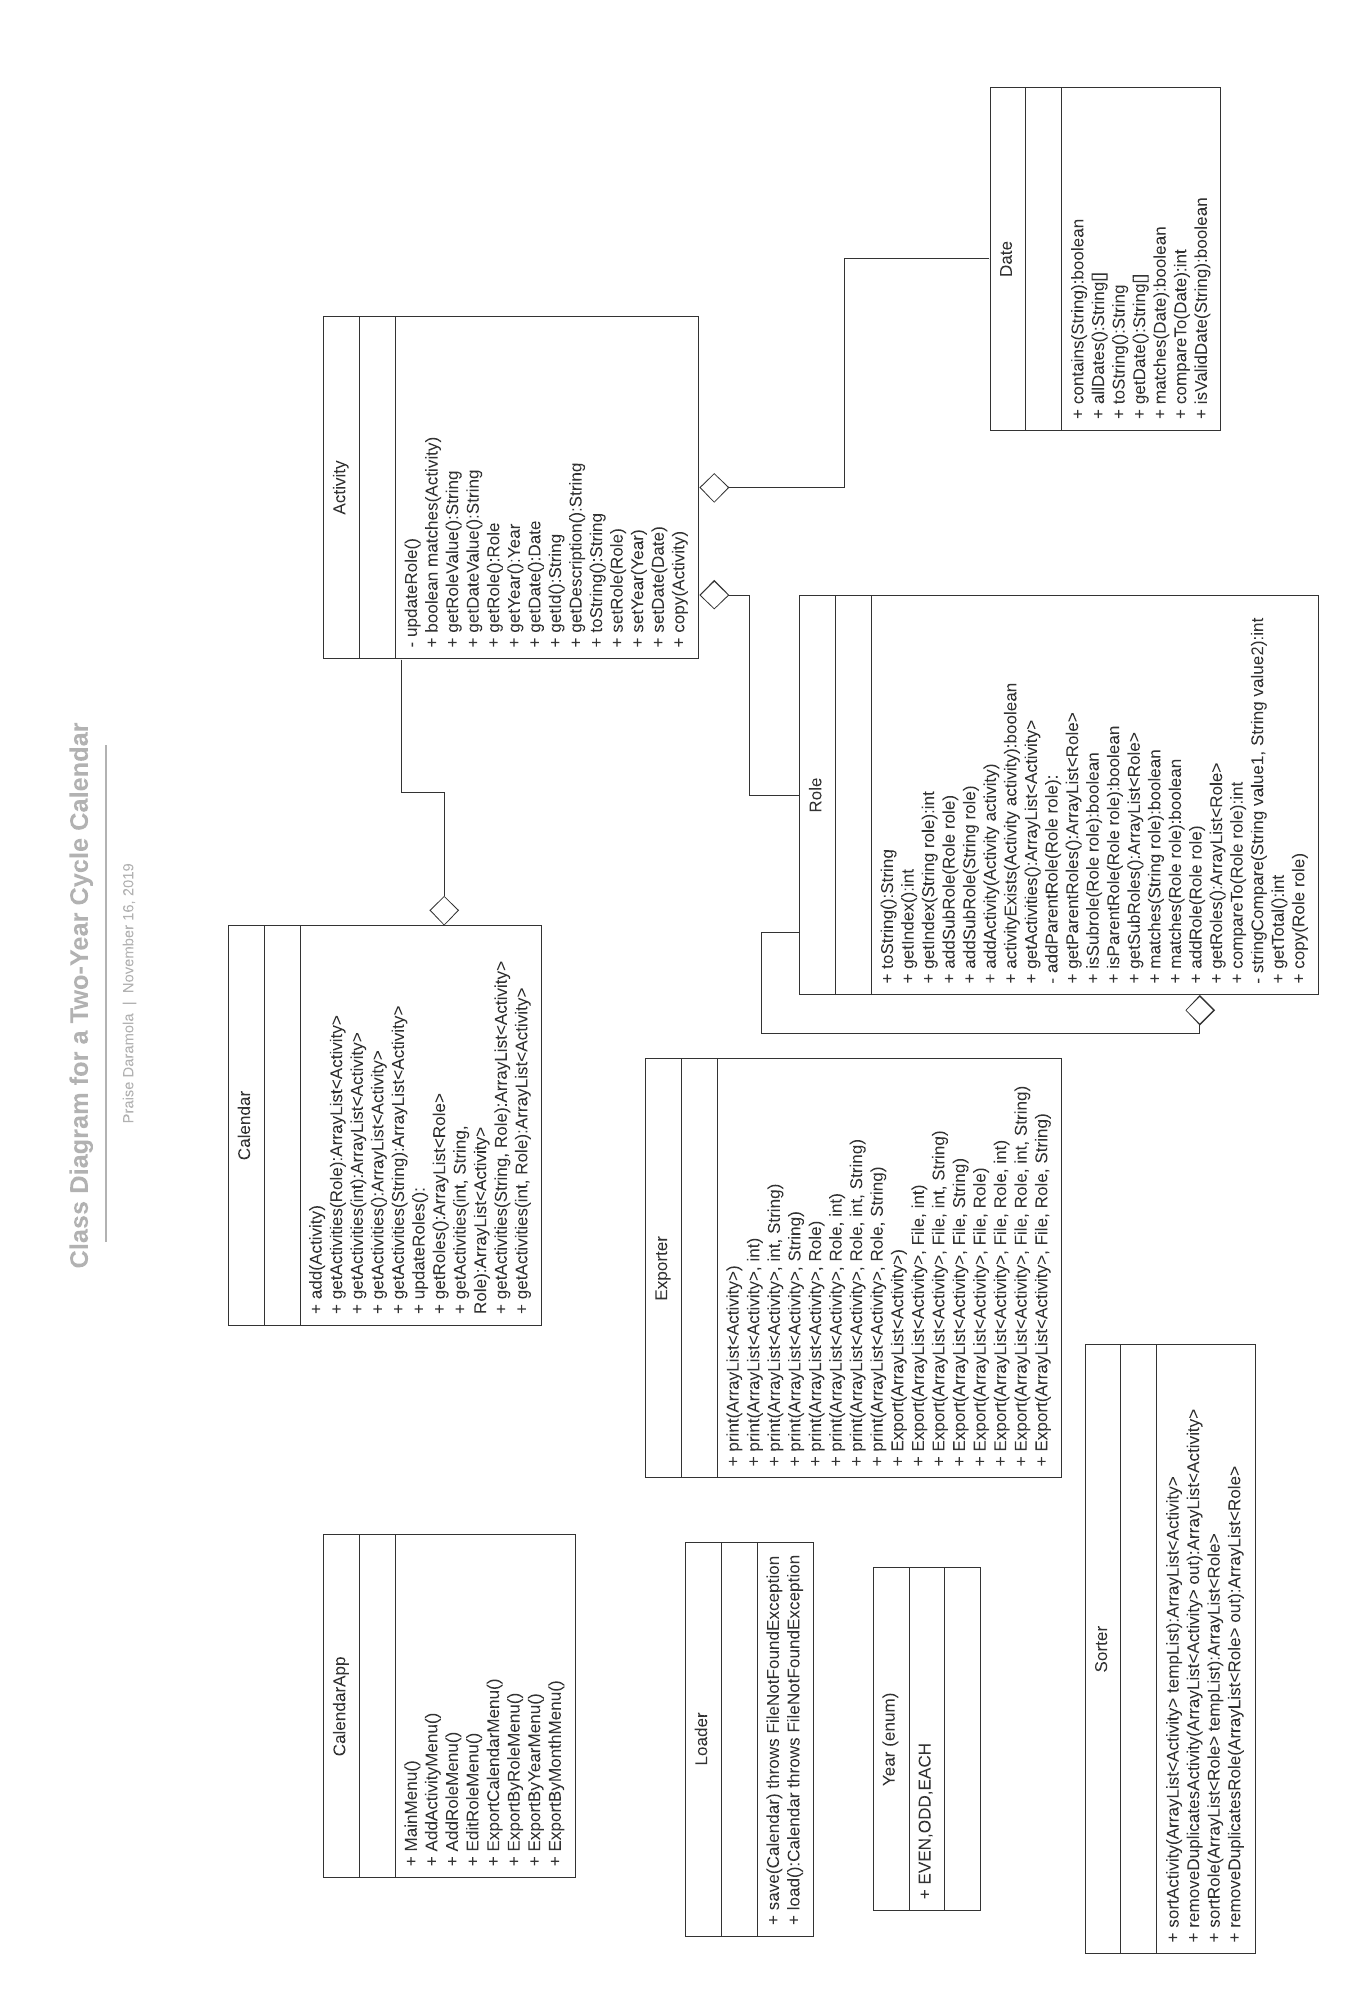 Class Diagram for a Two-Year Cycle Calendar
Praise Daramola | November 16, 2019
CalendarApp
+ MainMenu()
+ AddActivityMenu()
+ AddRoleMenu()
+ EditRoleMenu()
+ ExportCalendarMenu()
+ ExportByRoleMenu()
+ ExportByYearMenu()
+ ExportByMonthMenu()
Calendar
+ add(Activity)
+ getActivities(Role):ArrayList<Activity>
+ getActivities(int):ArrayList<Activity>
+ getActivities():ArrayList<Activity>
+ getActivities(String):ArrayList<Activity>
+ updateRoles():
+ getRoles():ArrayList<Role>
+ getActivities(int, String,
Role):ArrayList<Activity>
+ getActivities(String, Role):ArrayList<Activity>
+ getActivities(int, Role):ArrayList<Activity>
Activity
- updateRole()
+ boolean matches(Activity)
+ getRoleValue():String
+ getDateValue():String
+ getRole():Role
+ getYear():Year
+ getDate():Date
+ getId():String
+ getDescription():String
+ toString():String
+ setRole(Role)
+ setYear(Year)
+ setDate(Date)
+ copy(Activity)
Loader
+ save(Calendar) throws FileNotFoundException
+ load():Calendar throws FileNotFoundException
Exporter
+ print(ArrayList<Activity>)
+ print(ArrayList<Activity>, int)
+ print(ArrayList<Activity>, int, String)
+ print(ArrayList<Activity>, String)
+ print(ArrayList<Activity>, Role)
+ print(ArrayList<Activity>, Role, int)
+ print(ArrayList<Activity>, Role, int, String)
+ print(ArrayList<Activity>, Role, String)
+ Export(ArrayList<Activity>)
+ Export(ArrayList<Activity>, File, int)
+ Export(ArrayList<Activity>, File, int, String)
+ Export(ArrayList<Activity>, File, String)
+ Export(ArrayList<Activity>, File, Role)
+ Export(ArrayList<Activity>, File, Role, int)
+ Export(ArrayList<Activity>, File, Role, int, String)
+ Export(ArrayList<Activity>, File, Role, String)
Year (enum)
+ EVEN,ODD,EACH
Role
+ toString():String
+ getIndex():int
+ getIndex(String role):int
+ addSubRole(Role role)
+ addSubRole(String role)
+ addActivity(Activity activity)
+ activityExists(Activity activity):boolean
+ getActivities():ArrayList<Activity>
- addParentRole(Role role):
+ getParentRoles():ArrayList<Role>
+ isSubrole(Role role):boolean
+ isParentRole(Role role):boolean
+ getSubRoles():ArrayList<Role>
+ matches(String role):boolean
+ matches(Role role):boolean
+ addRole(Role role)
+ getRoles():ArrayList<Role>
+ compareTo(Role role):int
- stringCompare(String value1, String value2):int
+ getTotal():int
+ copy(Role role)
Date
+ contains(String):boolean
+ allDates():String[]
+ toString():String
+ getDate():String[]
+ matches(Date):boolean
+ compareTo(Date):int
+ isValidDate(String):boolean
Sorter
+ sortActivity(ArrayList<Activity> tempList):ArrayList<Activity>
+ removeDuplicatesActivity(ArrayList<Activity> out):ArrayList<Activity>
+ sortRole(ArrayList<Role> tempList):ArrayList<Role>
+ removeDuplicatesRole(ArrayList<Role> out):ArrayList<Role>